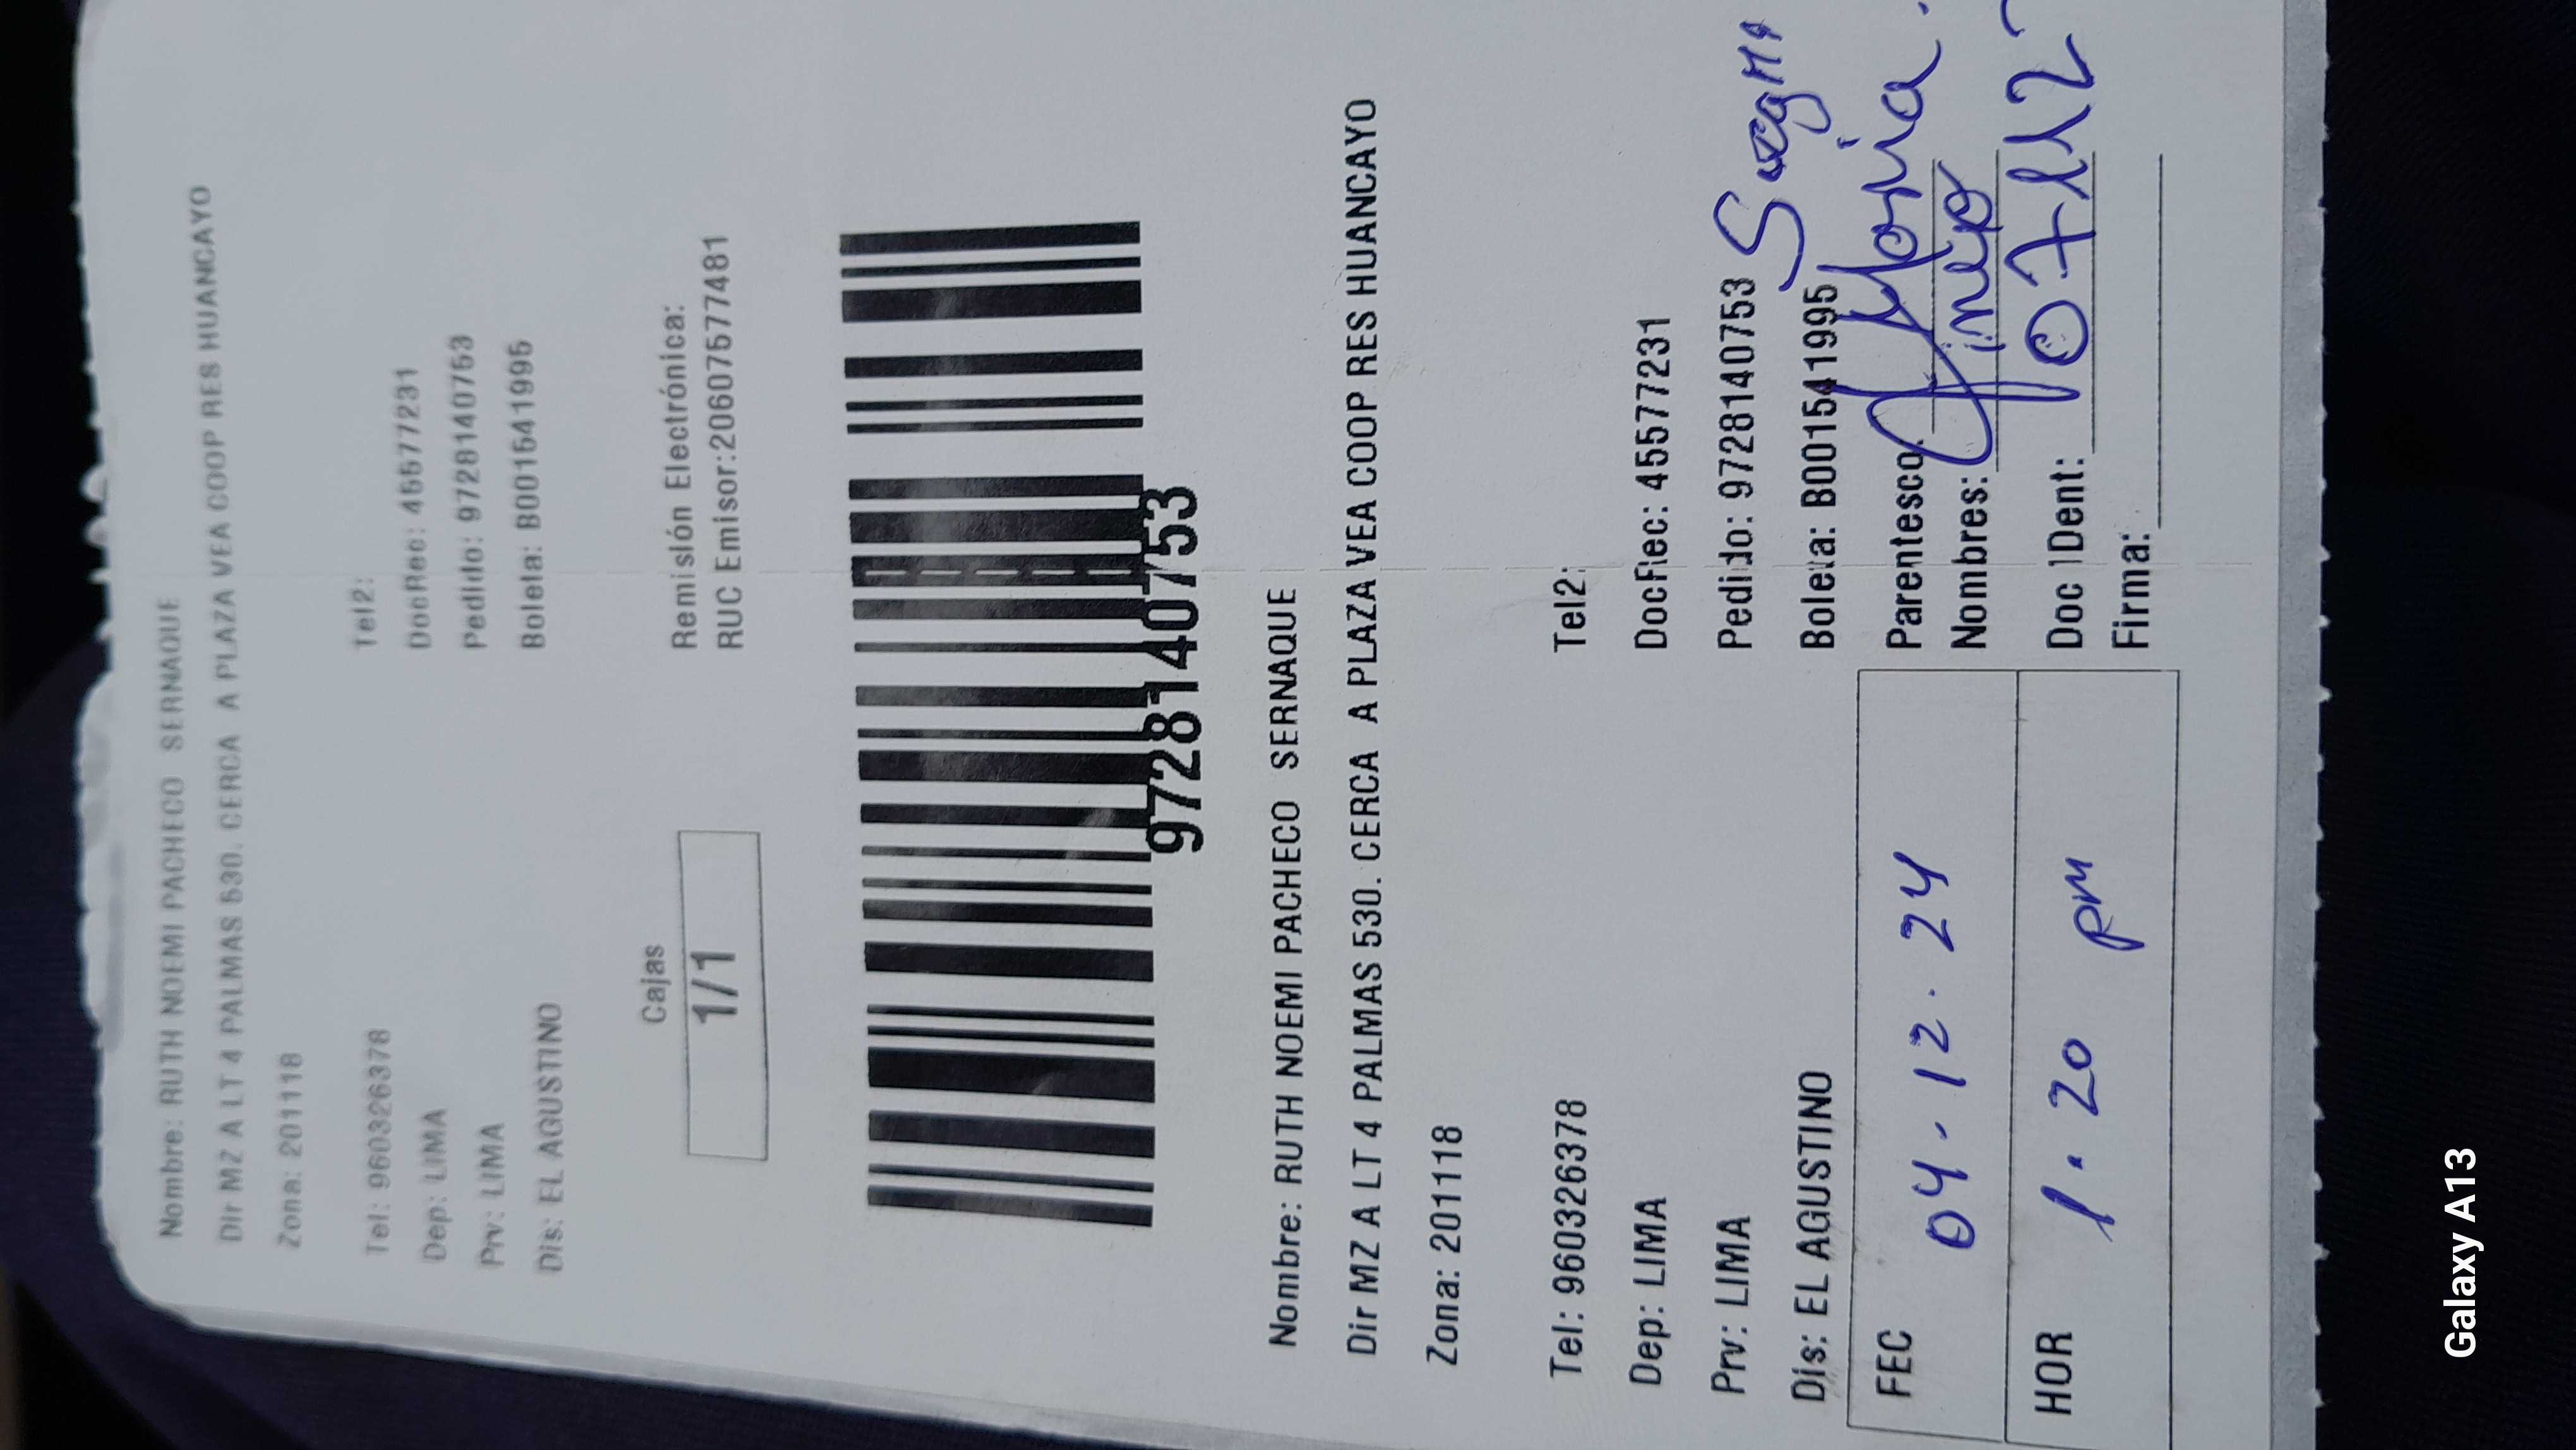 Nombre: RUTH NOEMI PACHECO SERNAQUE
Dir MZ A LT 4 PALMAS 530. CERCA A PLAZA VEA COOP RES HUANCAYO
Zona: 201118
Tel: 960326378 Tel2:
Dep: LIMA DocRec: 45577231
Prv: LIMA Pedido: 9728140753
Dis: EL AGUSTINO Boleta: B001541995
Cajas Remisión Electrónica:
1/1 RUC Emisor:20607577481
9728140753
Nombre: RUTH NOEMI PACHECO SERNAQUE
Dir MZ A LT 4 PALMAS 530. CERCA A PLAZA VEA COOP RES HUANCAYO
Zona: 201118
Tel: 960326378 Tel2:
Dep: LIMA DocRec: 45577231
Prv: LIMA Pedido: 9728140753
Dis: EL AGUSTINO Boleta: B001541995
FEC 04.12.24 Parentesco:
Nombres:
HOR 1.20 pm Doc IDent:
Firma:
Galaxy A13